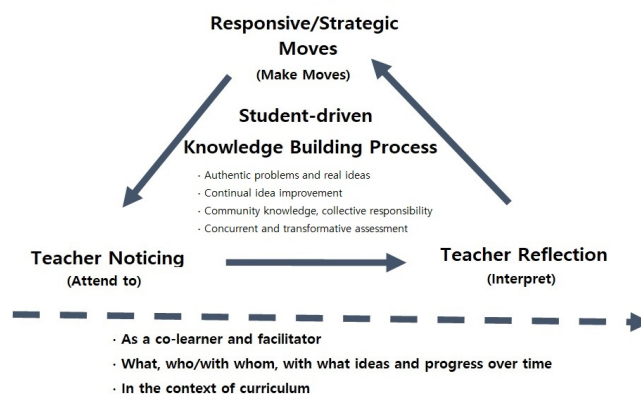 Responsive/Strategic
Moves
(Make Moves)
Student-driven
Knowledge Building Process
· Authentic problems and real ideas
· Continual idea improvement
· Community knowledge, collective responsibility
· Concurrent and transformative assessment
Teacher Noticing
(Attend to)
Teacher Reflection
(Interpret)
· As a co-learner and facilitator
· What, who/with whom, with what ideas and progress over time
· In the context of curriculum